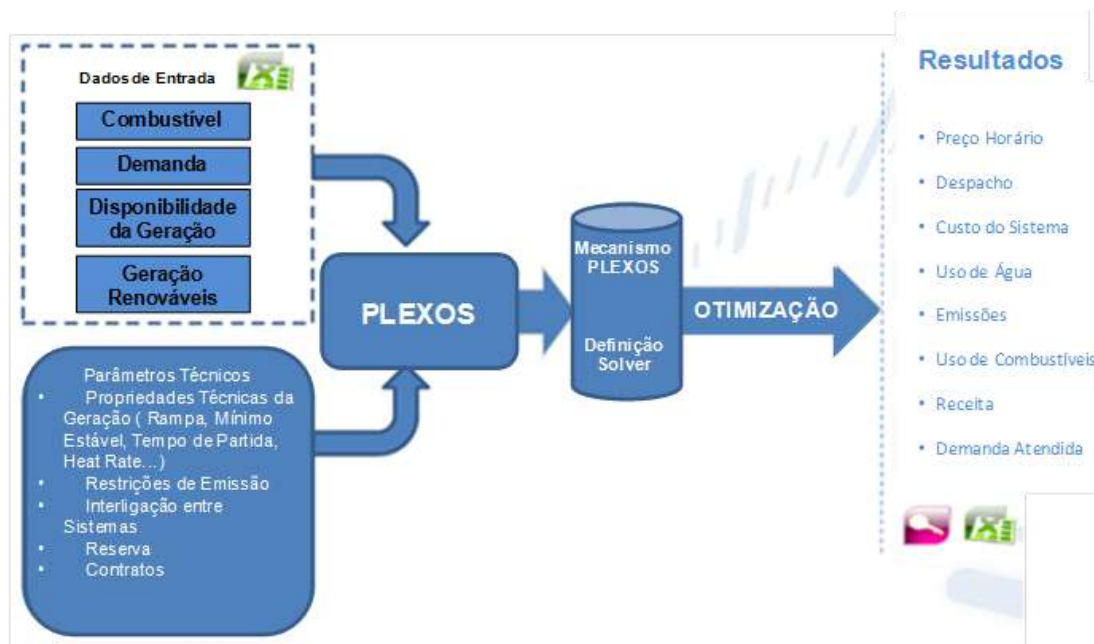 Dados de Entrada
Combustível
Demanda
Disponibilidade
da Geração
Geração
Renováveis
Parâmetros Técnicos
• Propriedades Técnicas da
Geração ( Rampa, Mínimo
Estável, Tempo de Partida,
Heat Rate...)
• Restrições de Emissão
• Interligação entre
Sistemas
• Reserva
• Contratos
PLEXOS
Mecanismo
PLEXOS
Definição
Solver
OTIMIZAÇÃO
Resultados
• Preço Horário
• Despacho
• Custo do Sistema
• Uso de Água
• Emissões
• Uso de Combustíveis
• Receita
• Demanda Atendida